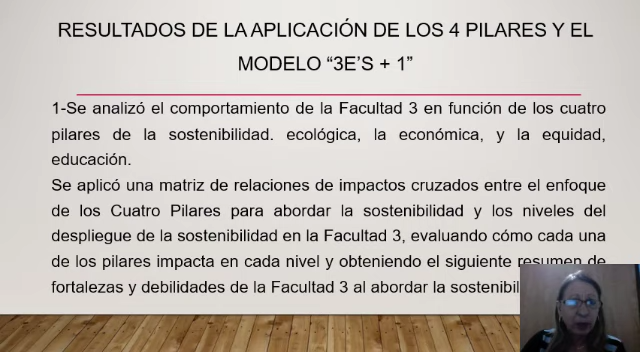 RESULTADOS DE LA APLICACIÓN DE LOS 4 PILARES Y EL
MODELO “3E’S + 1”
1-Se analizó el comportamiento de la Facultad 3 en función de los cuatro
pilares de la sostenibilidad. ecológica, la económica, y la equidad,
educación.
Se aplicó una matriz de relaciones de impactos cruzados entre el enfoque
de los Cuatro Pilares para abordar la sostenibilidad y los niveles del
despliegue de la sostenibilidad en la Facultad 3, evaluando cómo cada una
de los pilares impacta en cada nivel y obteniendo el siguiente resumen de
fortalezas y debilidades de la Facultad 3 al abordar la